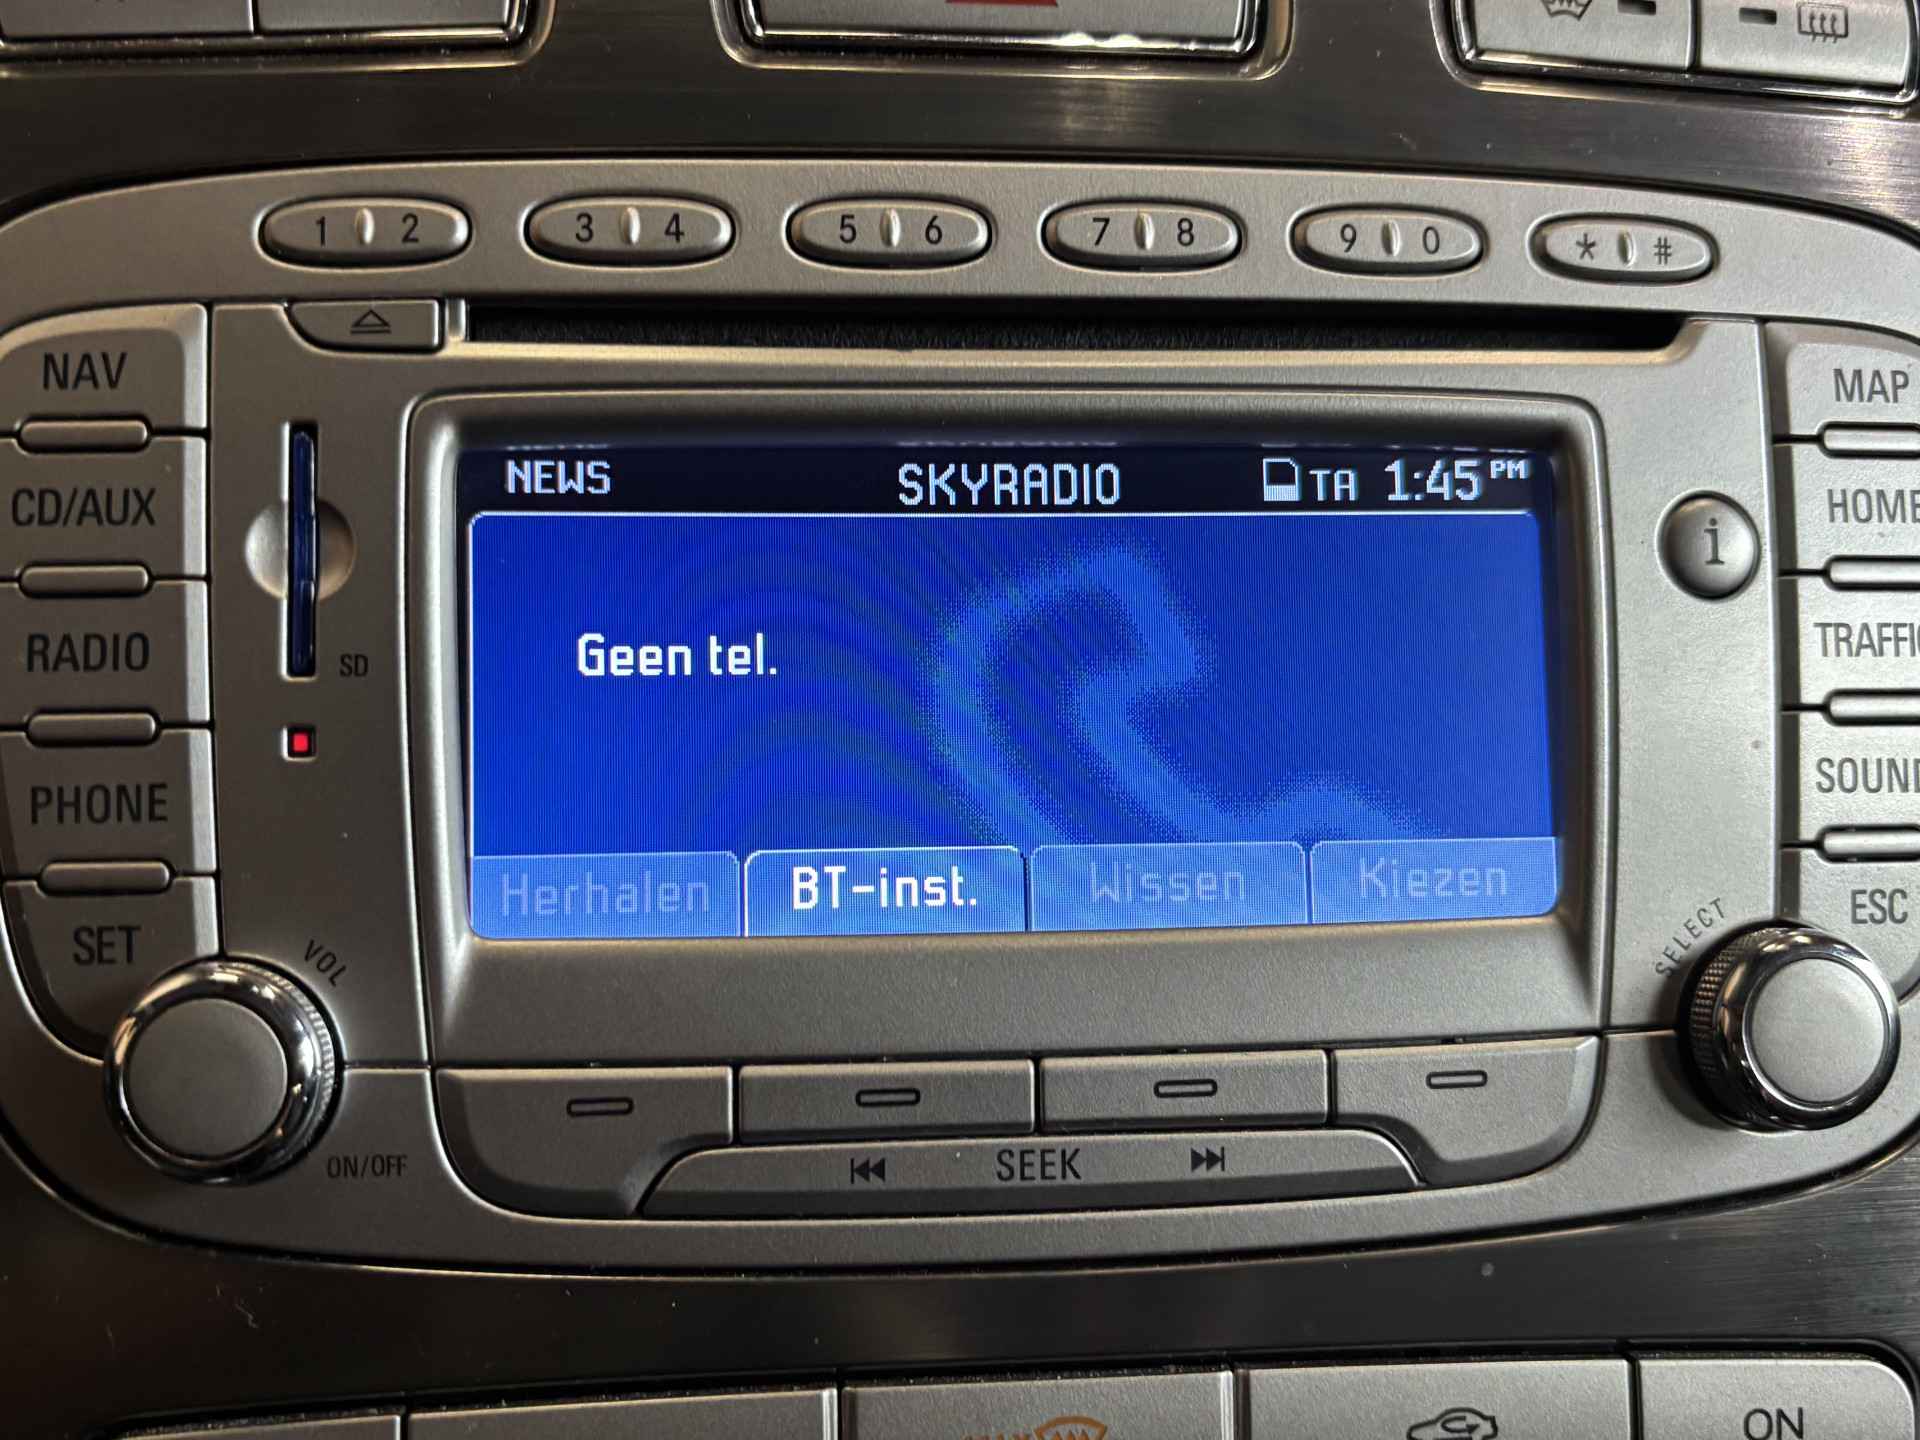 1 2 3 4 5 6 7 8 9 0 * #
NAV
CD/AUX
RADIO
PHONE
SET
SD
NEWS SKYRADIO TA 1:45 PM
Geen tel.
Herhalen BT-inst. Wissen Kiezen
i
MAP
HOME
TRAFFIC
SOUND
ESC
VOL
SELECT
ON/OFF
SEEK
MAX
ON